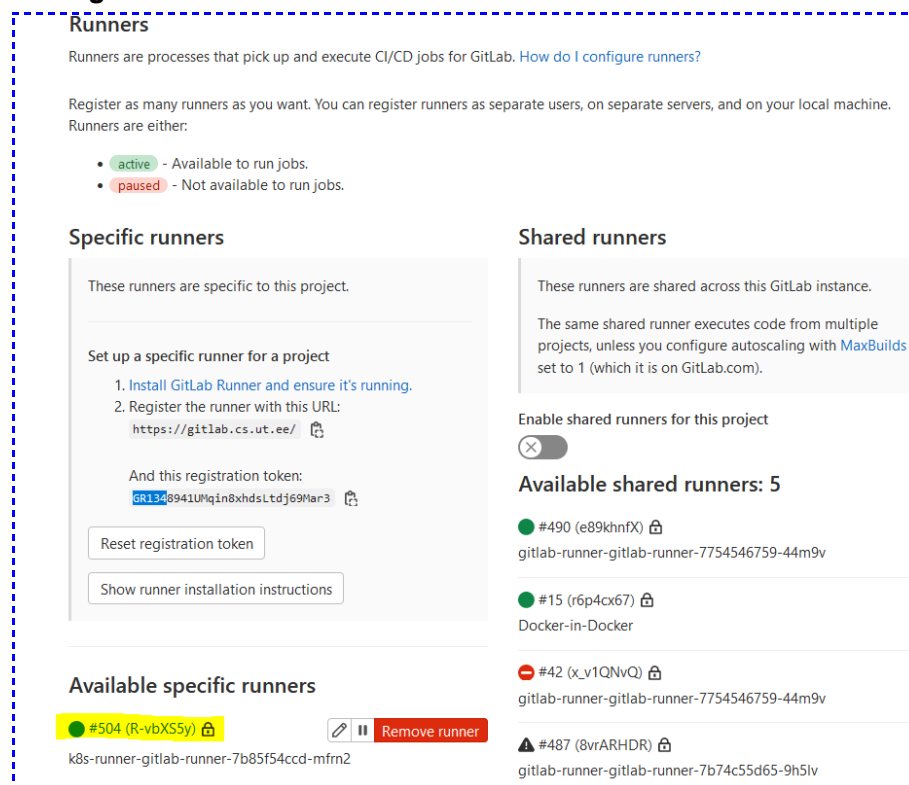 Runners
Runners are processes that pick up and execute CI/CD jobs for GitLab. How do I configure runners?
Register as many runners as you want. You can register runners as separate users, on separate servers, and on your local machine.
Runners are either:
• active - Available to run jobs.
• paused - Not available to run jobs.
Specific runners
These runners are specific to this project.
Set up a specific runner for a project
1. Install GitLab Runner and ensure it's running.
2. Register the runner with this URL:
https://gitlab.cs.ut.ee/
And this registration token:
GR1348941UMqin8xhdsLtdj69Mar3
Reset registration token
Show runner installation instructions
Available specific runners
#504 (R-vbXS5y)
Remove runner
k8s-runner-gitlab-runner-7b85f54ccd-mfrn2
Shared runners
These runners are shared across this GitLab instance.
The same shared runner executes code from multiple
projects, unless you configure autoscaling with MaxBuilds
set to 1 (which it is on GitLab.com).
Enable shared runners for this project
Available shared runners: 5
#490 (e89khnfX)
gitlab-runner-gitlab-runner-7754546759-44m9v
#15 (r6p4cx67)
Docker-in-Docker
#42 (x_v1QNvQ)
gitlab-runner-gitlab-runner-7754546759-44m9v
#487 (8vrARHDR)
gitlab-runner-gitlab-runner-7b74c55d65-9h5lv